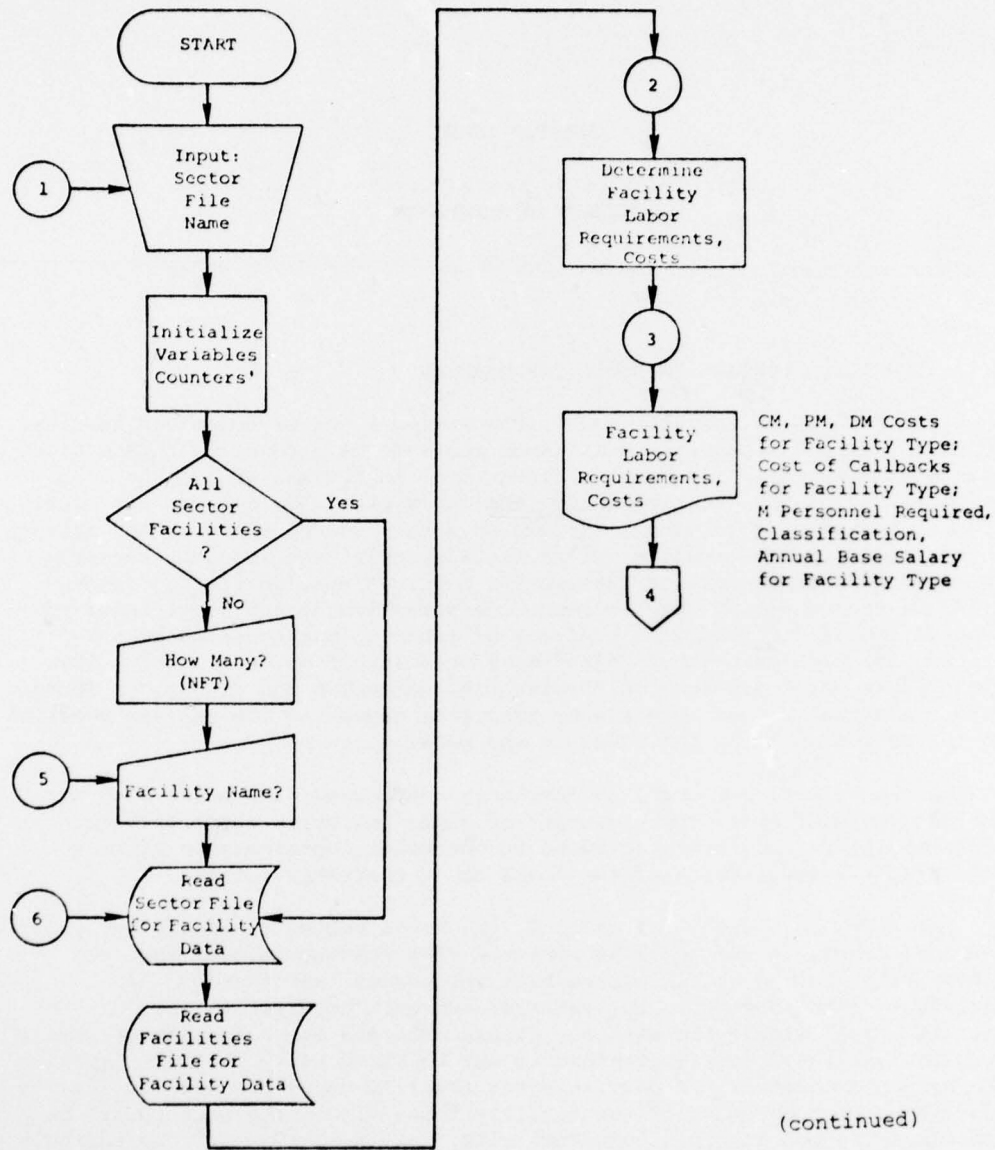 START
1
Input:
Sector
File
Name
Initialize
Variables
Counters'
All
Sector
Facilities
?
Yes
No
How Many?
(NFT)
5
Facility Name?
6
Read
Sector File
for Facility
Data
Read
Facilities
File for
Facility Data
2
Determine
Facility
Labor
Requirements,
Costs
3
Facility
Labor
Requirements,
Costs
CM, PM, DM Costs
for Facility Type;
Cost of Callbacks
for Facility Type;
M Personnel Required,
Classification,
Annual Base Salary
for Facility Type
4
(continued)